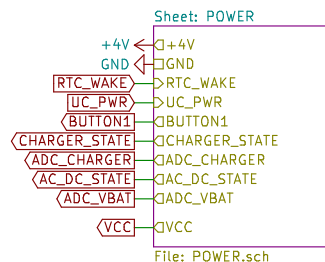 Sheet: POWER
+4V +4V
GND GND
RTC_WAKE RTC_WAKE
UC_PWR UC_PWR
BUTTON1 BUTTON1
CHARGER_STATE CHARGER_STATE
ADC_CHARGER ADC_CHARGER
AC_DC_STATE AC_DC_STATE
ADC_VBAT ADC_VBAT
VCC VCC
File: POWER.sch